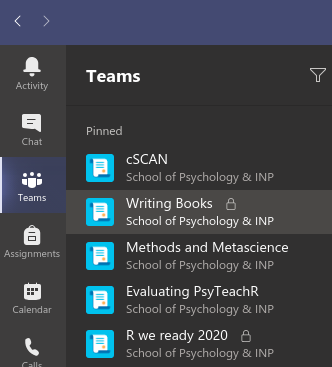 Teams
Pinned
Activity
Chat
Teams
Assignments
Calendar
Calls
cSCAN
School of Psychology & INP
Writing Books
School of Psychology & INP
Methods and Metascience
School of Psychology & INP
Evaluating PsyTeachR
School of Psychology & INP
R we ready 2020
School of Psychology & INP